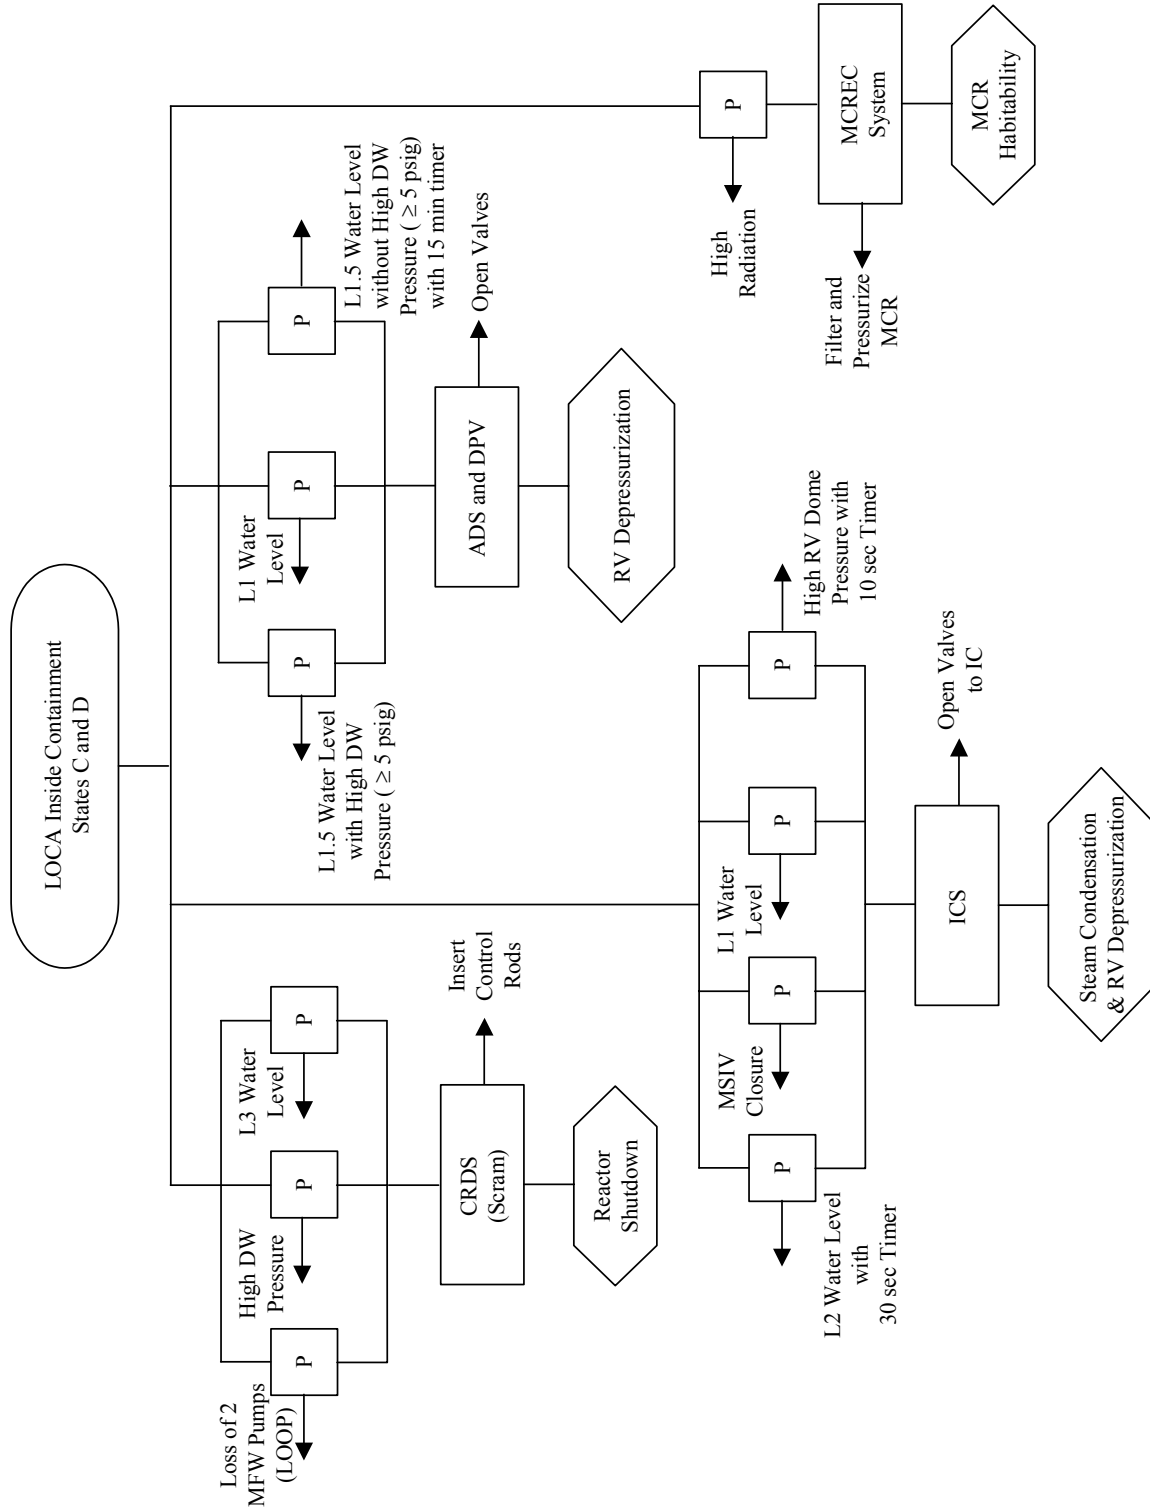 LOCA Inside Containment
States C and D
Loss of 2
MFW Pumps
(LOOP)
P
High DW
Pressure
P
L3 Water
Level
P
CRDS
(Scram)
Insert
Control
Rods
Reactor
Shutdown
L1.5 Water Level
with High DW
Pressure ( ≥ 5 psig)
P
L1 Water
Level
P
L1.5 Water Level
without High DW
Pressure ( ≥ 5 psig)
with 15 min timer
P
ADS and DPV
Open Valves
RV Depressurization
L2 Water Level
with
30 sec Timer
P
MSIV
Closure
P
L1 Water
Level
P
High RV Dome
Pressure with
10 sec Timer
P
ICS
Open Valves
to IC
Steam Condensation
& RV Depressurization
High
Radiation
P
Filter and
Pressurize
MCR
MCREC
System
MCR
Habitability